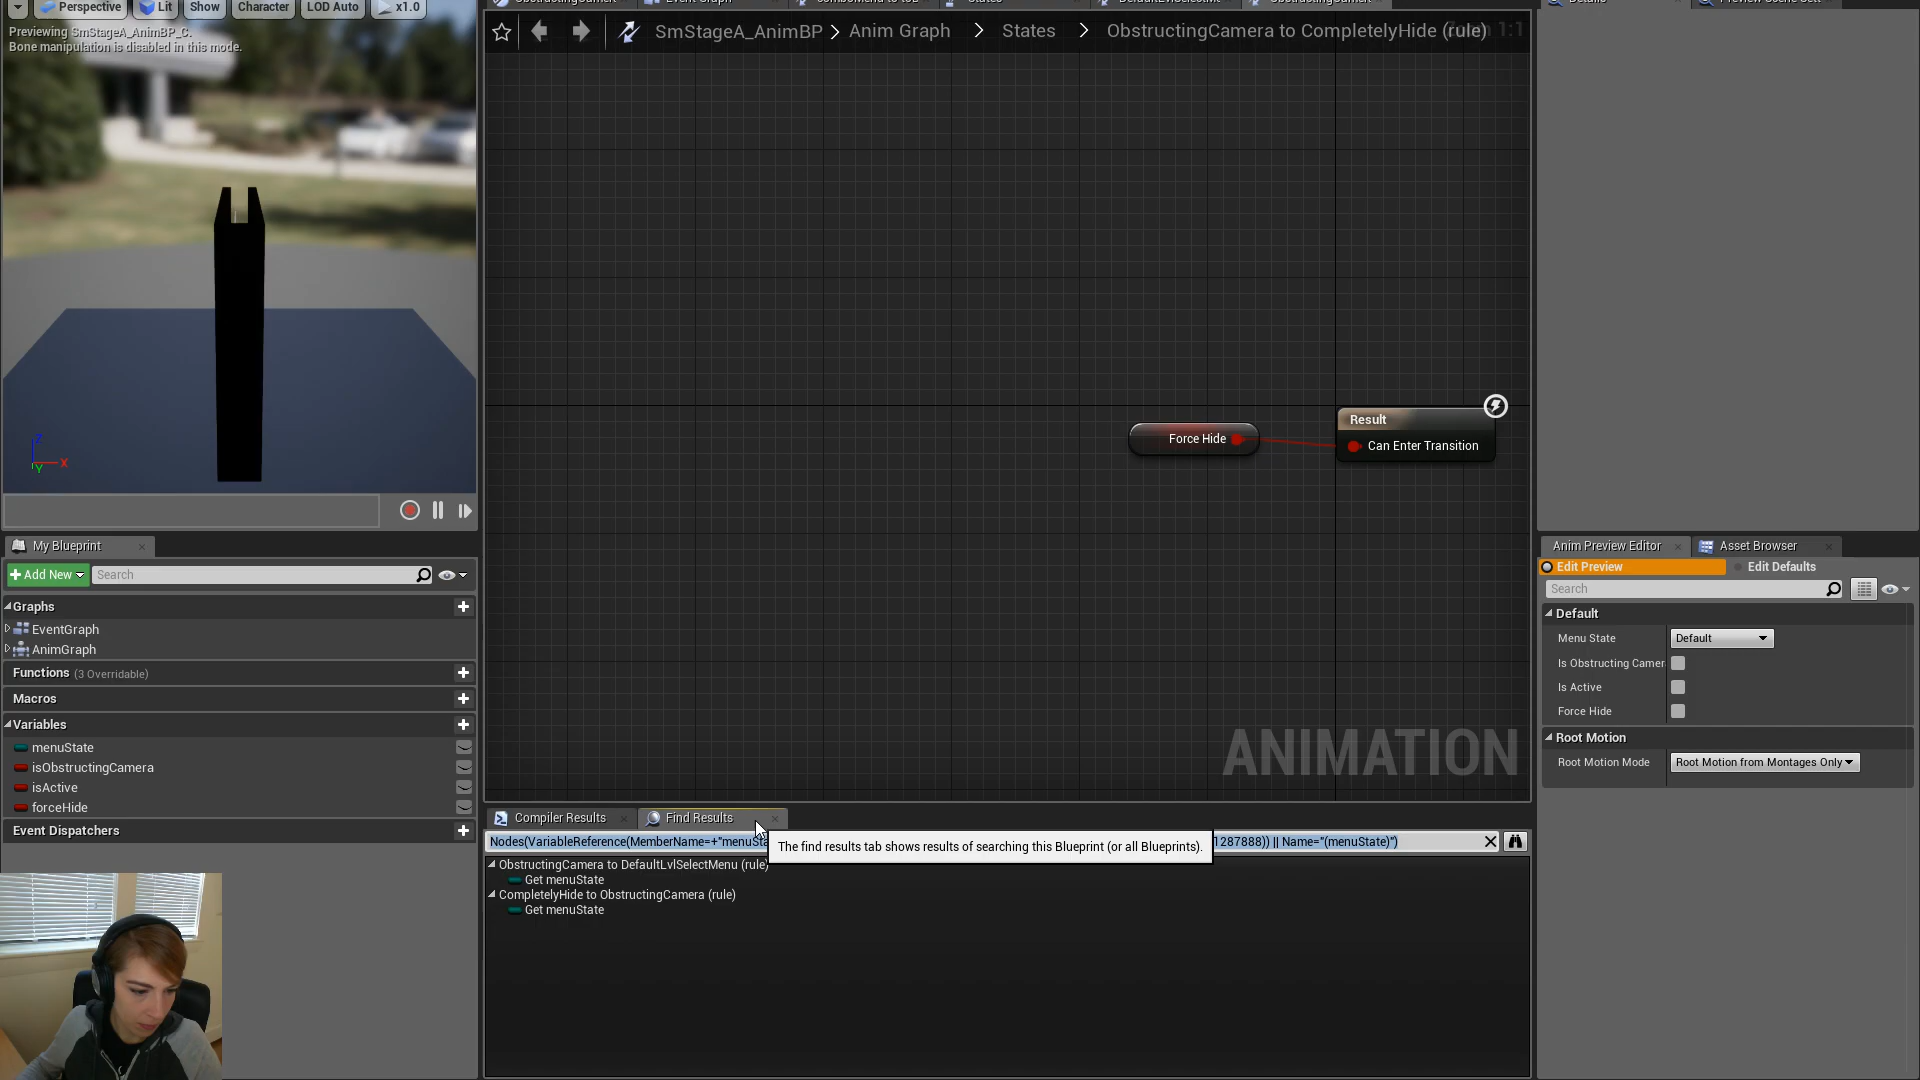 Perspective
Lit
Show
Character
LOD Auto
x1.0
Previewing SmStageA_AnimBP_C.
Bone manipulation is disabled in this mode.
SmStageA_AnimBP > Anim Graph > States > ObstructingCamera to CompletelyHide (rule)
Force Hide
Result
Can Enter Transition
ANIMATION
Z
X
Y
My Blueprint
+ Add New
Search
Graphs
EventGraph
AnimGraph
Functions (3 Overridable)
Macros
Variables
menuState
isObstructingCamera
isActive
forceHide
Event Dispatchers
Compiler Results
Find Results
Nodes(VariableReference(MemberName=+"menuSta
1287888)) || Name="(menuState)")
The find results tab shows results of searching this Blueprint (or all Blueprints).
ObstructingCamera to DefaultLvlSelectMenu (rule)
Get menuState
CompletelyHide to ObstructingCamera (rule)
Get menuState
Anim Preview Editor
Asset Browser
Edit Preview
Edit Defaults
Search
Default
Menu State
Default
Is Obstructing Camer
Is Active
Force Hide
Root Motion
Root Motion Mode
Root Motion from Montages Only